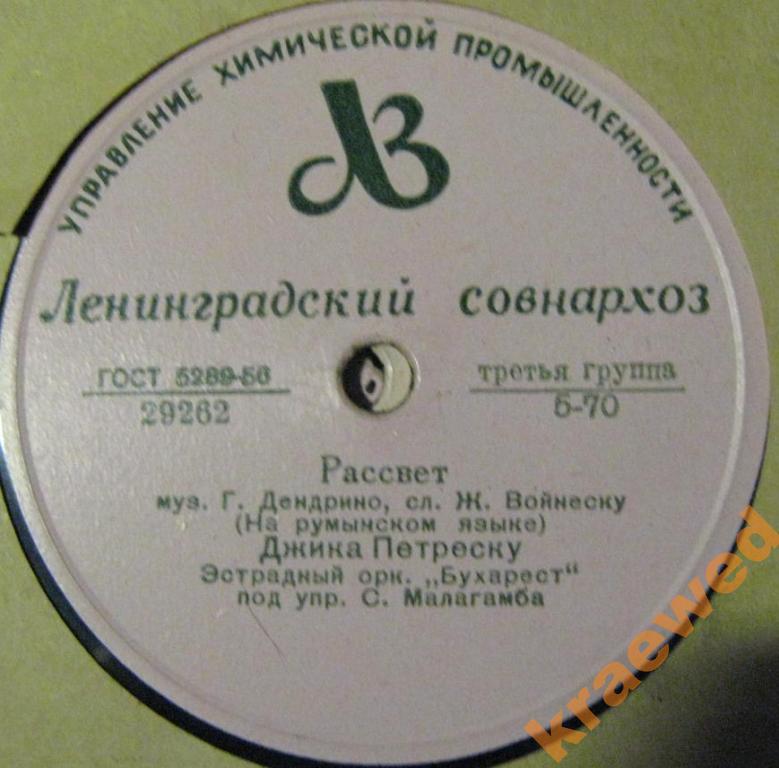 УПРАВЛЕНИЕ ХИМИЧЕСКОЙ ПРОМЫШЛЕННОСТИ
ЛЗ
Ленинградский совнархоз
ГОСТ 5289-56
29262
третья группа
5-70
Рассвет
муз. Г. Дендрино, сл. Ж. Войнеску
(На румынском языке)
Джика Петреску
Эстрадный орк. „Бухарест“
под упр. С. Малагамба
kraewed